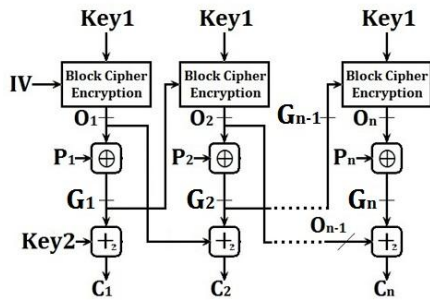 Key1 Key1 Key1
IV Block Cipher Encryption Block Cipher Encryption Block Cipher Encryption
O1 O2 Gn-1 On
P1 ⊕ P2 ⊕ Pn ⊕
G1 G2 Gn
On-1
Key2 +2 +2 +2
C1 C2 Cn